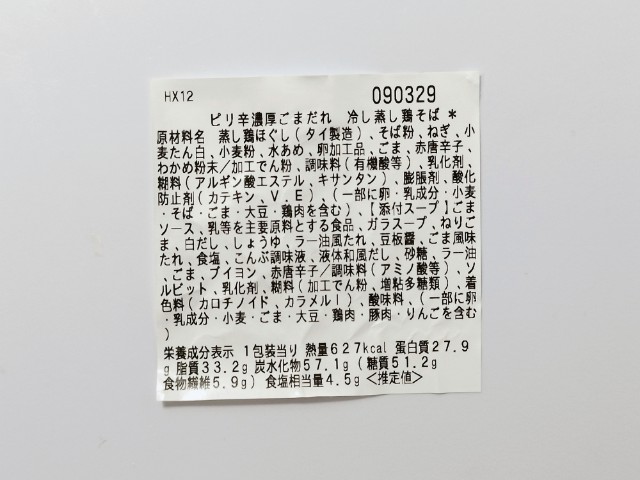 HX12
090329
ピリ辛濃厚ごまだれ 冷し蒸し鶏そば *
原材料名 蒸し鶏ほぐし(タイ製造)、そば粉、ねぎ、小
麦たん白、小麦粉、水あめ、卵加工品、ごま、赤唐辛子、
わかめ粉末/加工でん粉、調味料(有機酸等)、乳化剤、
糊料(アルギン酸エステル、キサンタン)、膨脹剤、酸化
防止剤(カテキン、V.E)、(一部に卵・乳成分・小麦
・そば・ごま・大豆・鶏肉を含む)、【添付スープ】ごま
ソース、乳等を主要原料とする食品、ガラスープ、ねりご
ま、白だし、しょうゆ、ラー油風たれ、豆板醤、ごま風味
たれ、食塩、こんぶ調味液、液体和風だし、砂糖、ラー油
、ごま、ブイヨン、赤唐辛子/調味料(アミノ酸等)、ソ
ルビット、乳化剤、糊料(加工でん粉、増粘多糖類)、着
色料(カロチノイド、カラメルI)、酸味料、(一部に卵
・乳成分・小麦・ごま・大豆・鶏肉・豚肉・りんごを含む
)
栄養成分表示 1包装当り 熱量627kcal 蛋白質27.9
g 脂質33.2g 炭水化物57.1g(糖質51.2g
食物繊維5.9g) 食塩相当量4.5g <推定値>